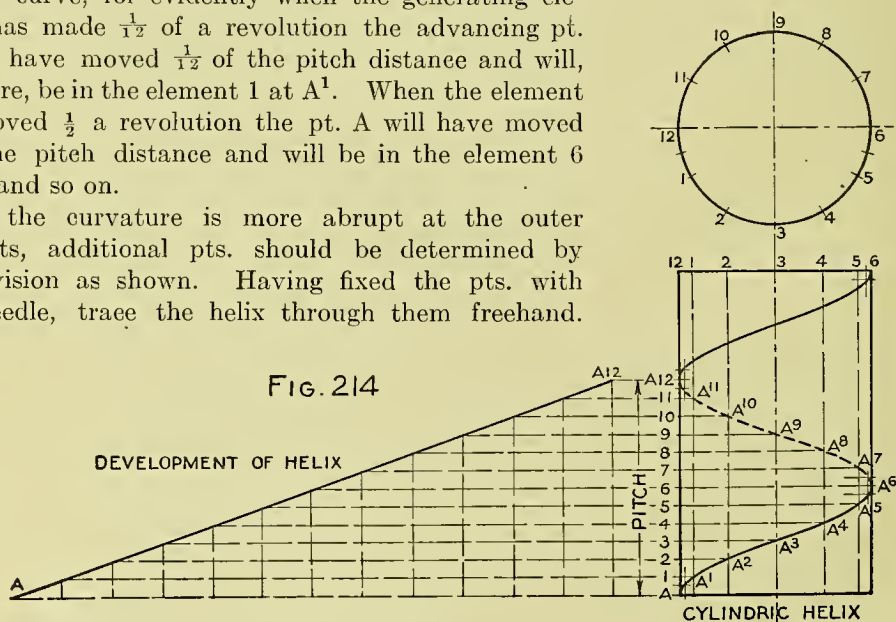 curve, for evidently when the generating ele-
has made 1/12 of a revolution the advancing pt.
have moved 1/12 of the pitch distance and will,
re, be in the element 1 at A¹. When the element
oved ½ a revolution the pt. A will have moved
he pitch distance and will be in the element 6
and so on.
the curvature is more abrupt at the outer
ts, additional pts. should be determined by
vision as shown. Having fixed the pts. with
eedle, trace the helix through them freehand.
9
10 8
11 7
12 6
1 5
2 4
3
12 1 2 3 4 5 6
FIG. 214
DEVELOPMENT OF HELIX
A12
A
PITCH
A12
11
10
9
8
7
6
5
4
3
2
1
A
A11
A10
A9
A8
A7
A6
A5
A4
A3
A2
A1
CYLINDRIC HELIX